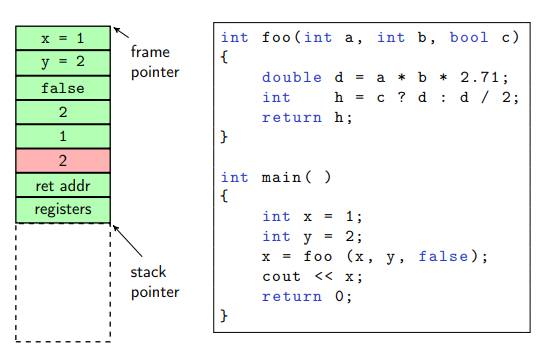 x = 1
y = 2
false
2
1
2
ret addr
registers
frame
pointer
stack
pointer
int foo(int a, int b, bool c)
{
    double d = a * b * 2.71;
    int    h = c ? d : d / 2;
    return h;
}
int main( )
{
    int x = 1;
    int y = 2;
    x = foo (x, y, false);
    cout << x;
    return 0;
}